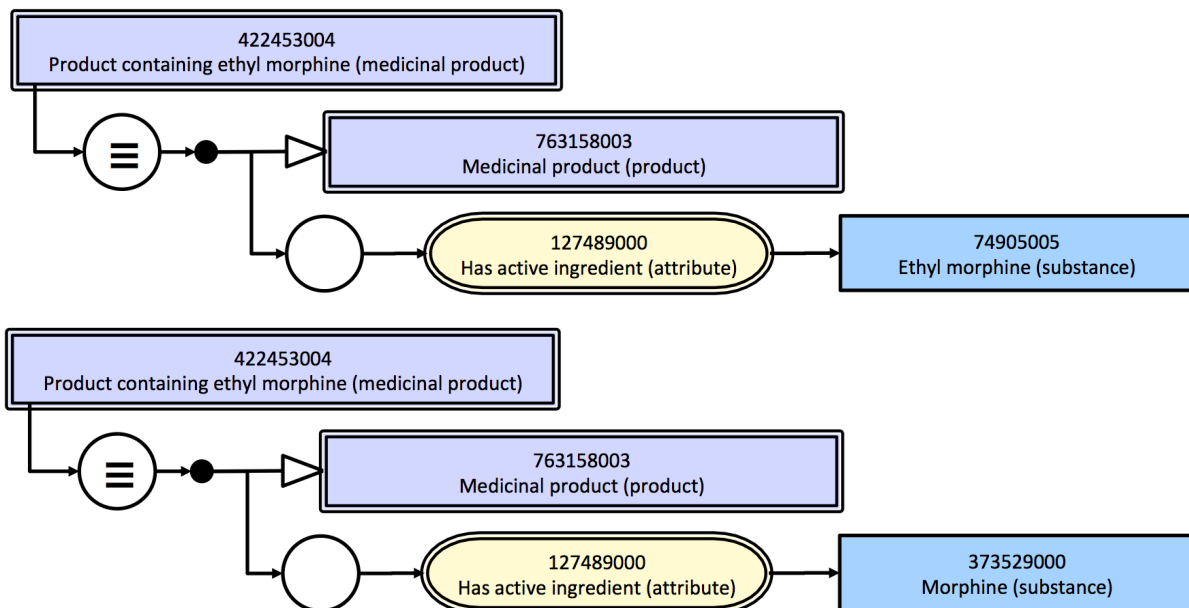 422453004
Product containing ethyl morphine (medicinal product)
763158003
Medicinal product (product)
127489000
Has active ingredient (attribute)
74905005
Ethyl morphine (substance)
422453004
Product containing ethyl morphine (medicinal product)
763158003
Medicinal product (product)
127489000
Has active ingredient (attribute)
373529000
Morphine (substance)